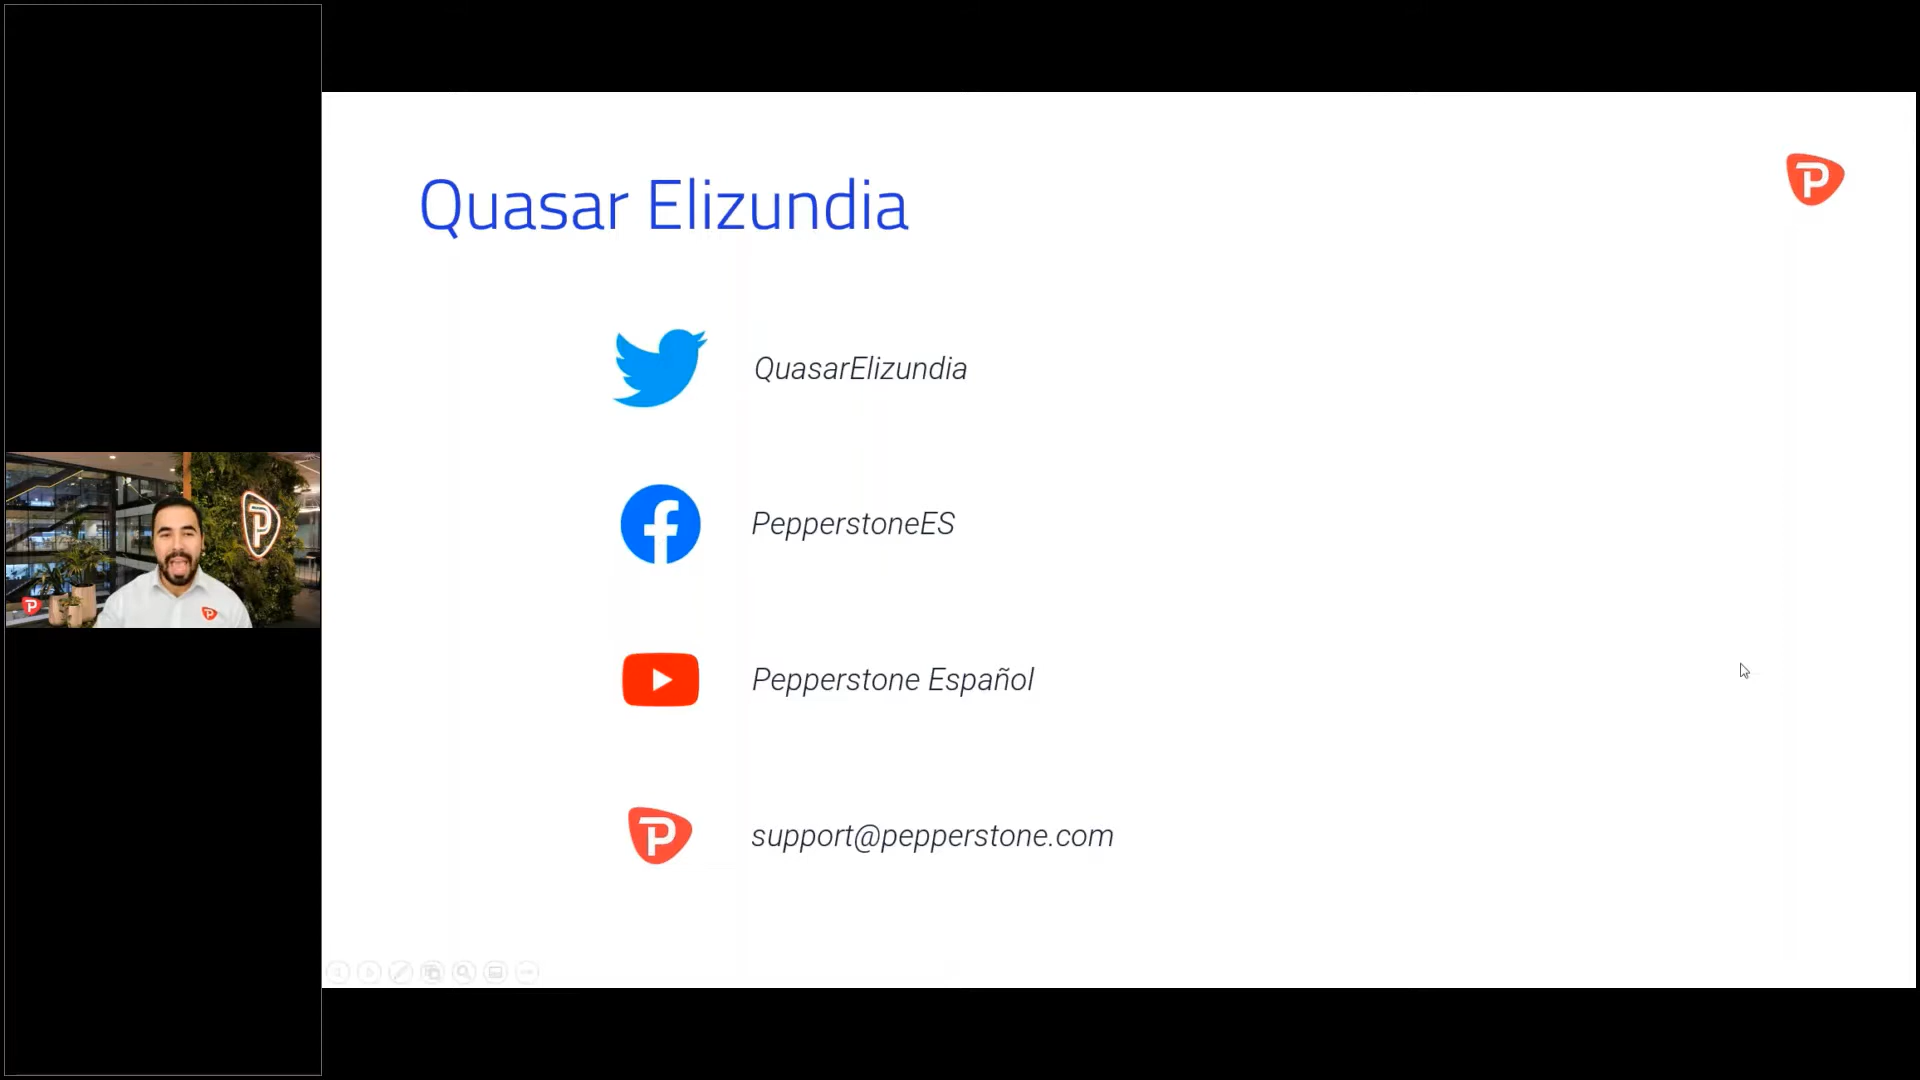 Quasar Elizundia
QuasarElizundia
PepperstoneES
Pepperstone Español
support@pepperstone.com